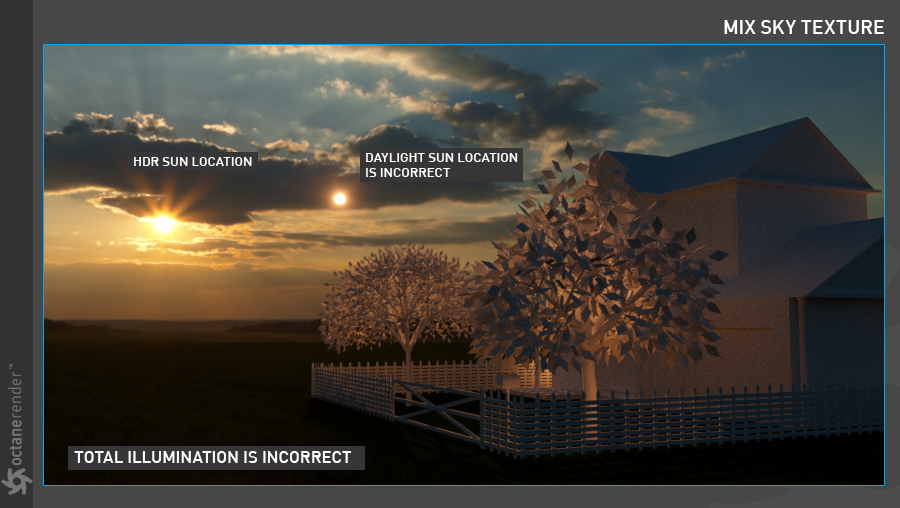 MIX SKY TEXTURE
HDR SUN LOCATION
DAYLIGHT SUN LOCATION
IS INCORRECT
TOTAL ILLUMINATION IS INCORRECT
octanerender™